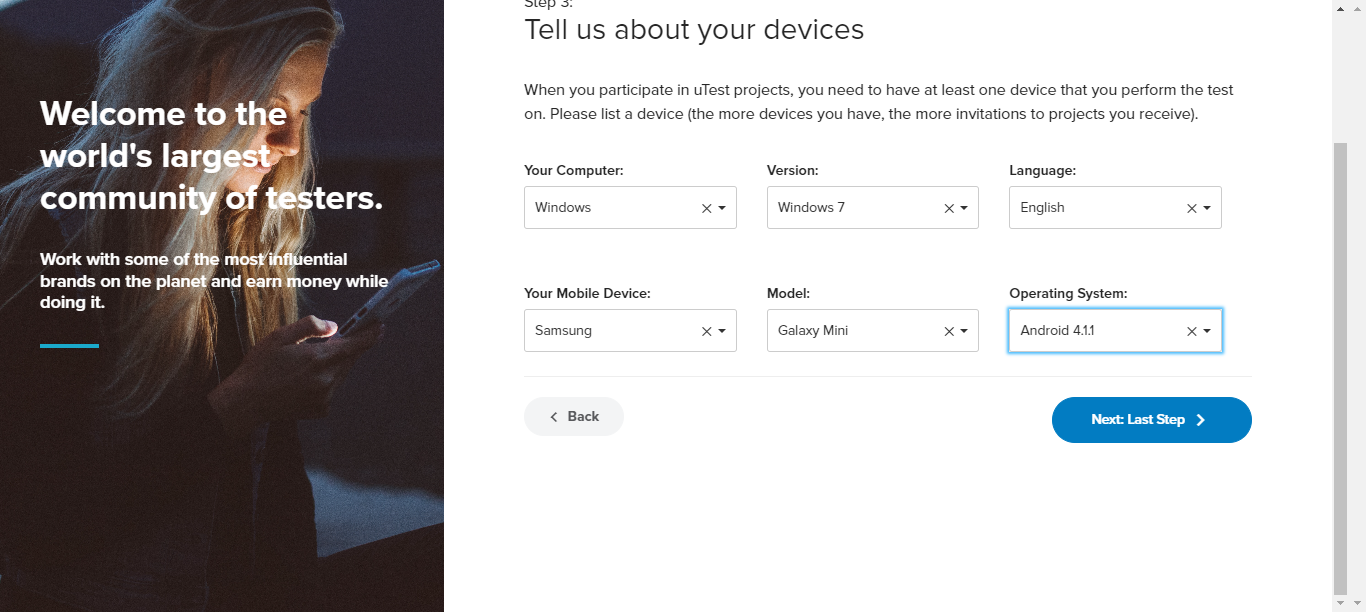 Welcome to the
world's largest
community of testers.
Work with some of the most influential
brands on the planet and earn money while
doing it.
Step 3:
Tell us about your devices
When you participate in uTest projects, you need to have at least one device that you perform the test
on. Please list a device (the more devices you have, the more invitations to projects you receive).
Your Computer: Version: Language:
Windows Windows 7 English
Your Mobile Device: Model: Operating System:
Samsung Galaxy Mini Android 4.1.1
Back Next: Last Step